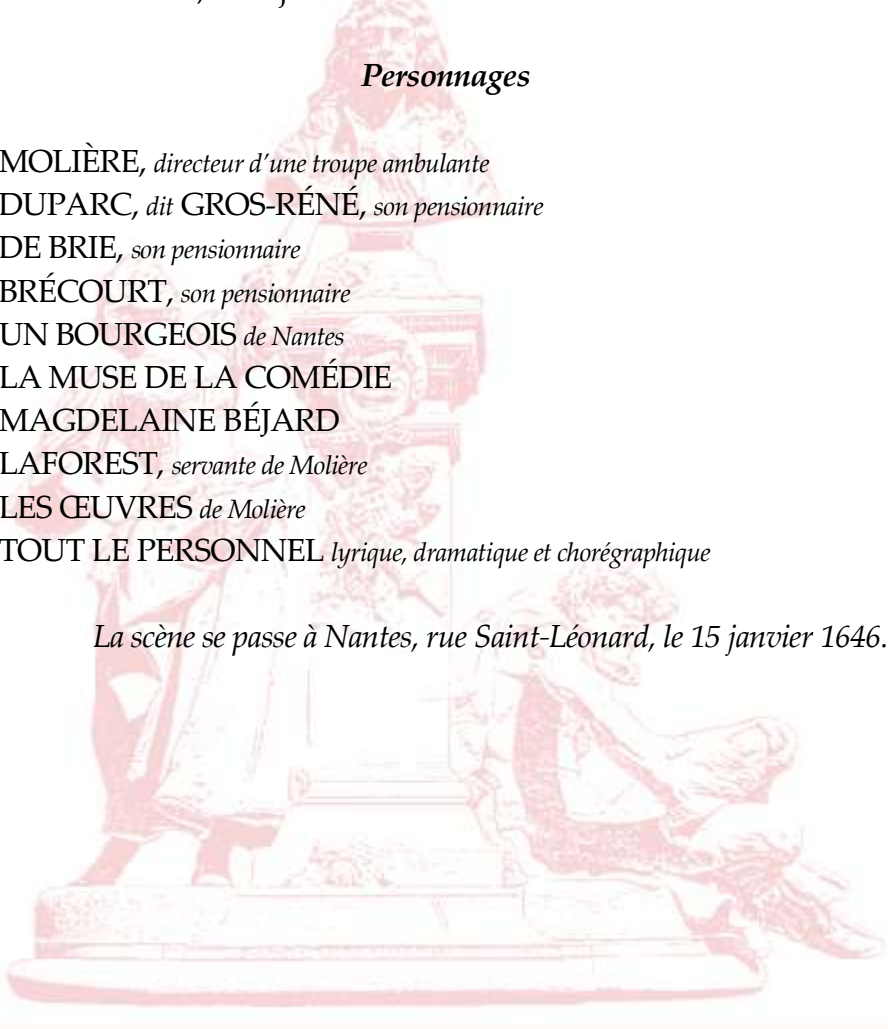 Personnages
MOLIÈRE, directeur d’une troupe ambulante
DUPARC, dit GROS-RÉNÉ, son pensionnaire
DE BRIE, son pensionnaire
BRÉCOURT, son pensionnaire
UN BOURGEOIS de Nantes
LA MUSE DE LA COMÉDIE
MAGDELAINE BÉJARD
LAFOREST, servante de Molière
LES ŒUVRES de Molière
TOUT LE PERSONNEL lyrique, dramatique et chorégraphique
La scène se passe à Nantes, rue Saint-Léonard, le 15 janvier 1646.